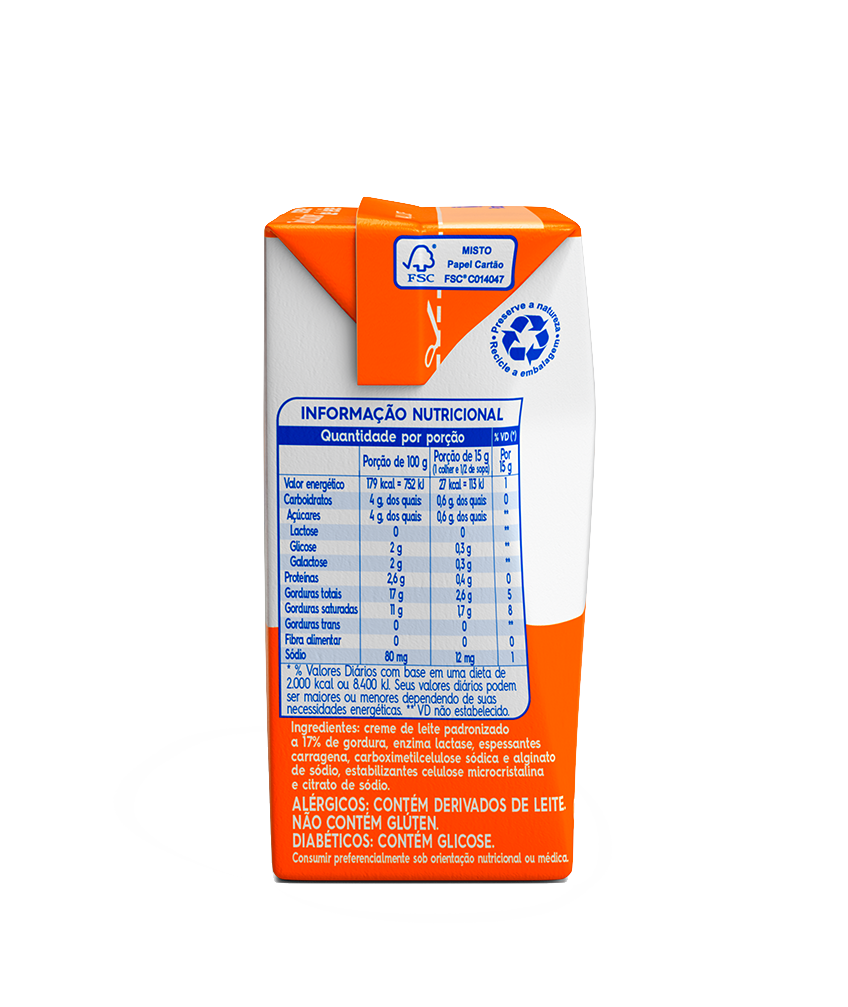 MISTO
Papel Cartão
FSC® C014047
FSC
Preserve a natureza
Recicle a embalagem
INFORMAÇÃO NUTRICIONAL
Quantidade por porção % VD (*)
Porção de 100 g Porção de 15 g (1 colher e 1/2 de sopa) Por 15 g
Valor energético 179 kcal = 752 kJ 27 kcal = 113 kJ 1
Carboidratos 4 g, dos quais: 0,6 g, dos quais: 0
Açúcares 4 g, dos quais: 0,6 g, dos quais: **
Lactose 0 0 **
Glicose 2 g 0,3 g **
Galactose 2 g 0,3 g **
Proteínas 2,6 g 0,4 g 0
Gorduras totais 17 g 2,6 g 5
Gorduras saturadas 11 g 1,7 g 8
Gorduras trans 0 0 **
Fibra alimentar 0 0 0
Sódio 80 mg 12 mg 1
* % Valores Diários com base em uma dieta de
2.000 kcal ou 8.400 kJ. Seus valores diários podem
ser maiores ou menores dependendo de suas
necessidades energéticas. ** VD não estabelecido.
Ingredientes: creme de leite padronizado
a 17% de gordura, enzima lactase, espessantes
carragena, carboximetilcelulose sódica e alginato
de sódio, estabilizantes celulose microcristalina
e citrato de sódio.
ALÉRGICOS: CONTÉM DERIVADOS DE LEITE.
NÃO CONTÉM GLÚTEN.
DIABÉTICOS: CONTÉM GLICOSE.
Consumir preferencialmente sob orientação nutricional ou médica.